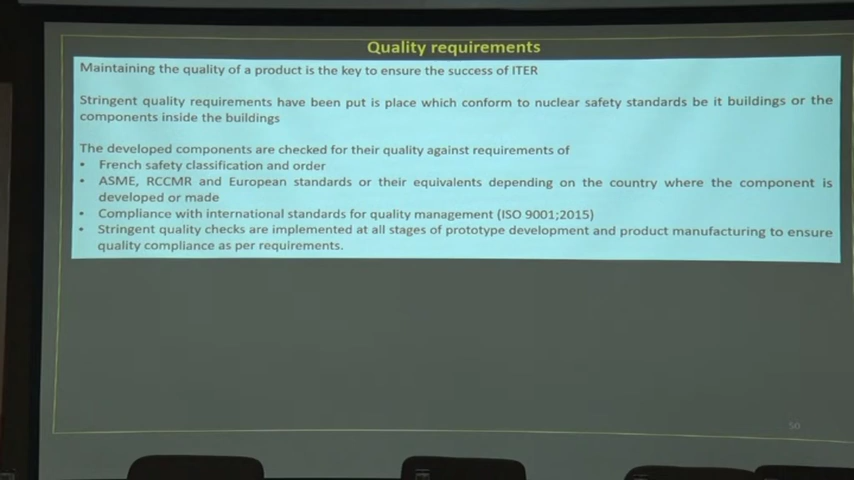 Quality requirements
Maintaining the quality of a product is the key to ensure the success of ITER
Stringent quality requirements have been put is place which conform to nuclear safety standards be it buildings or the
components inside the buildings
The developed components are checked for their quality against requirements of
• French safety classification and order
• ASME, RCCMR and European standards or their equivalents depending on the country where the component is
developed or made
• Compliance with international standards for quality management (ISO 9001;2015)
• Stringent quality checks are implemented at all stages of prototype development and product manufacturing to ensure
quality compliance as per requirements.
50